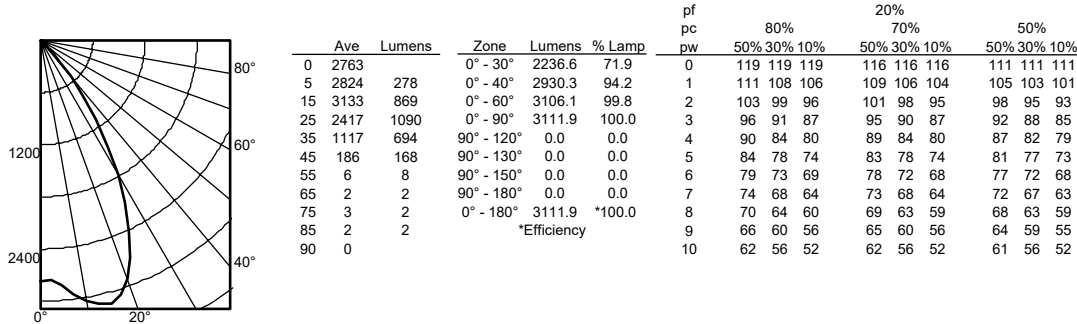 80°
60°
40°
1200
2400
0° 20°
Ave Lumens
0 2763
5 2824 278
15 3133 869
25 2417 1090
35 1117 694
45 186 168
55 6 8
65 2 2
75 3 2
85 2 2
90 0
Zone Lumens % Lamp
0° - 30° 2236.6 71.9
0° - 40° 2930.3 94.2
0° - 60° 3106.1 99.8
0° - 90° 3111.9 100.0
90° - 120° 0.0 0.0
90° - 130° 0.0 0.0
90° - 150° 0.0 0.0
90° - 180° 0.0 0.0
0° - 180° 3111.9 *100.0
*Efficiency
pf 20%
pc 80% 70% 50%
pw 50% 30% 10% 50% 30% 10% 50% 30% 10%
0 119 119 119 116 116 116 111 111 111
1 111 108 106 109 106 104 105 103 101
2 103 99 96 101 98 95 98 95 93
3 96 91 87 95 90 87 92 88 85
4 90 84 80 89 84 80 87 82 79
5 84 78 74 83 78 74 81 77 73
6 79 73 69 78 72 68 77 72 68
7 74 68 64 73 68 64 72 67 63
8 70 64 60 69 63 59 68 63 59
9 66 60 56 65 60 56 64 59 55
10 62 56 52 62 56 52 61 56 52